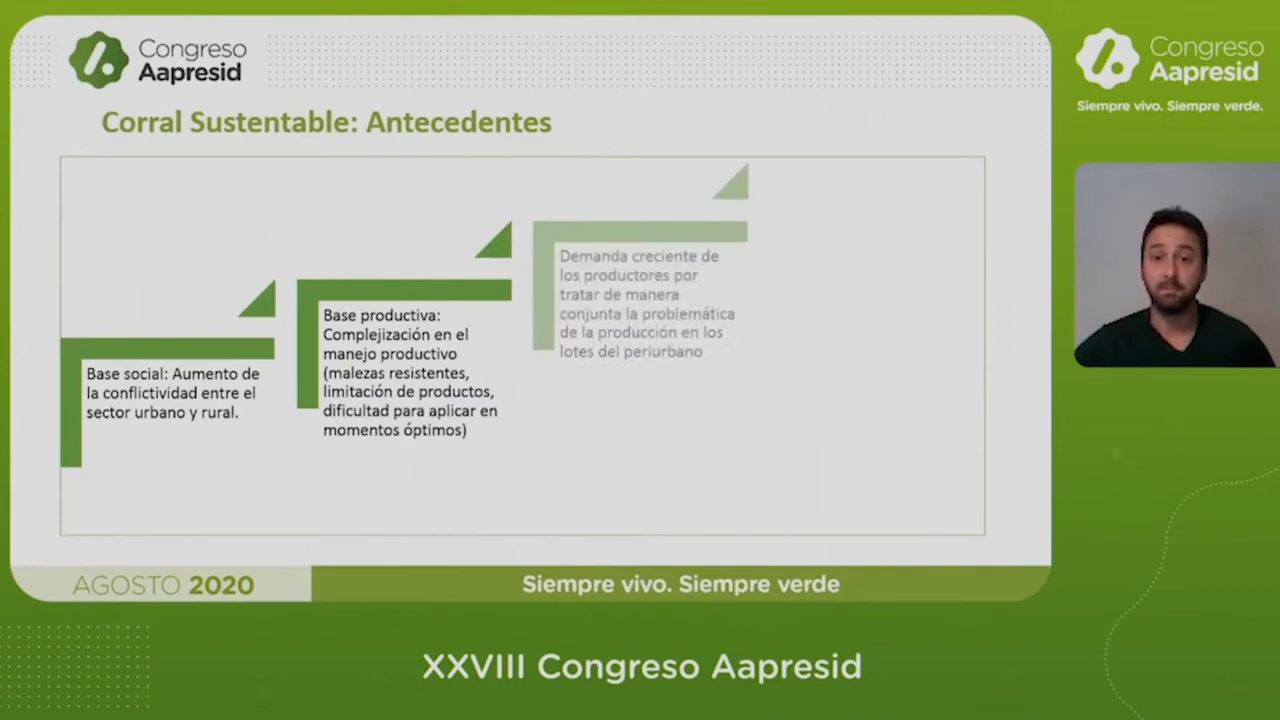 Congreso
Aapresid
Corral Sustentable: Antecedentes
Base social: Aumento de
la conflictividad entre el
sector urbano y rural.
Base productiva:
Complejización en el
manejo productivo
(malezas resistentes,
limitación de productos,
dificultad para aplicar en
momentos óptimos)
Demanda creciente de
los productores por
tratar de manera
conjunta la problemática
de la producción en los
lotes del periurbano
AGOSTO 2020
Siempre vivo. Siempre verde
Congreso
Aapresid
Siempre vivo. Siempre verde.
XXVIII Congreso Aapresid